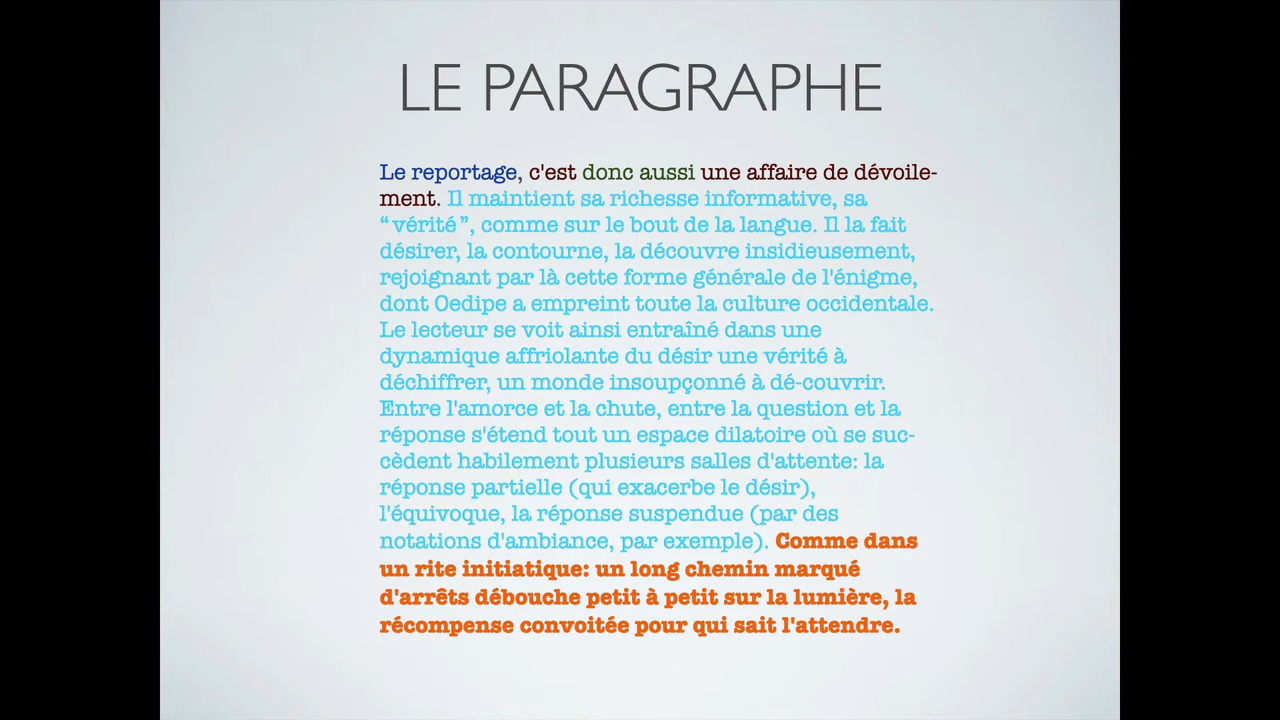 LE PARAGRAPHE
Le reportage, c'est donc aussi une affaire de dévoile-
ment. Il maintient sa richesse informative, sa
“vérité”, comme sur le bout de la langue. Il la fait
désirer, la contourne, la découvre insidieusement,
rejoignant par là cette forme générale de l'énigme,
dont Oedipe a empreint toute la culture occidentale.
Le lecteur se voit ainsi entraîné dans une
dynamique affriolante du désir une vérité à
déchiffrer, un monde insoupçonné à dé-couvrir.
Entre l'amorce et la chute, entre la question et la
réponse s'étend tout un espace dilatoire où se suc-
cèdent habilement plusieurs salles d'attente: la
réponse partielle (qui exacerbe le désir),
l'équivoque, la réponse suspendue (par des
notations d'ambiance, par exemple). Comme dans
un rite initiatique: un long chemin marqué
d'arrêts débouche petit à petit sur la lumière, la
récompense convoitée pour qui sait l'attendre.